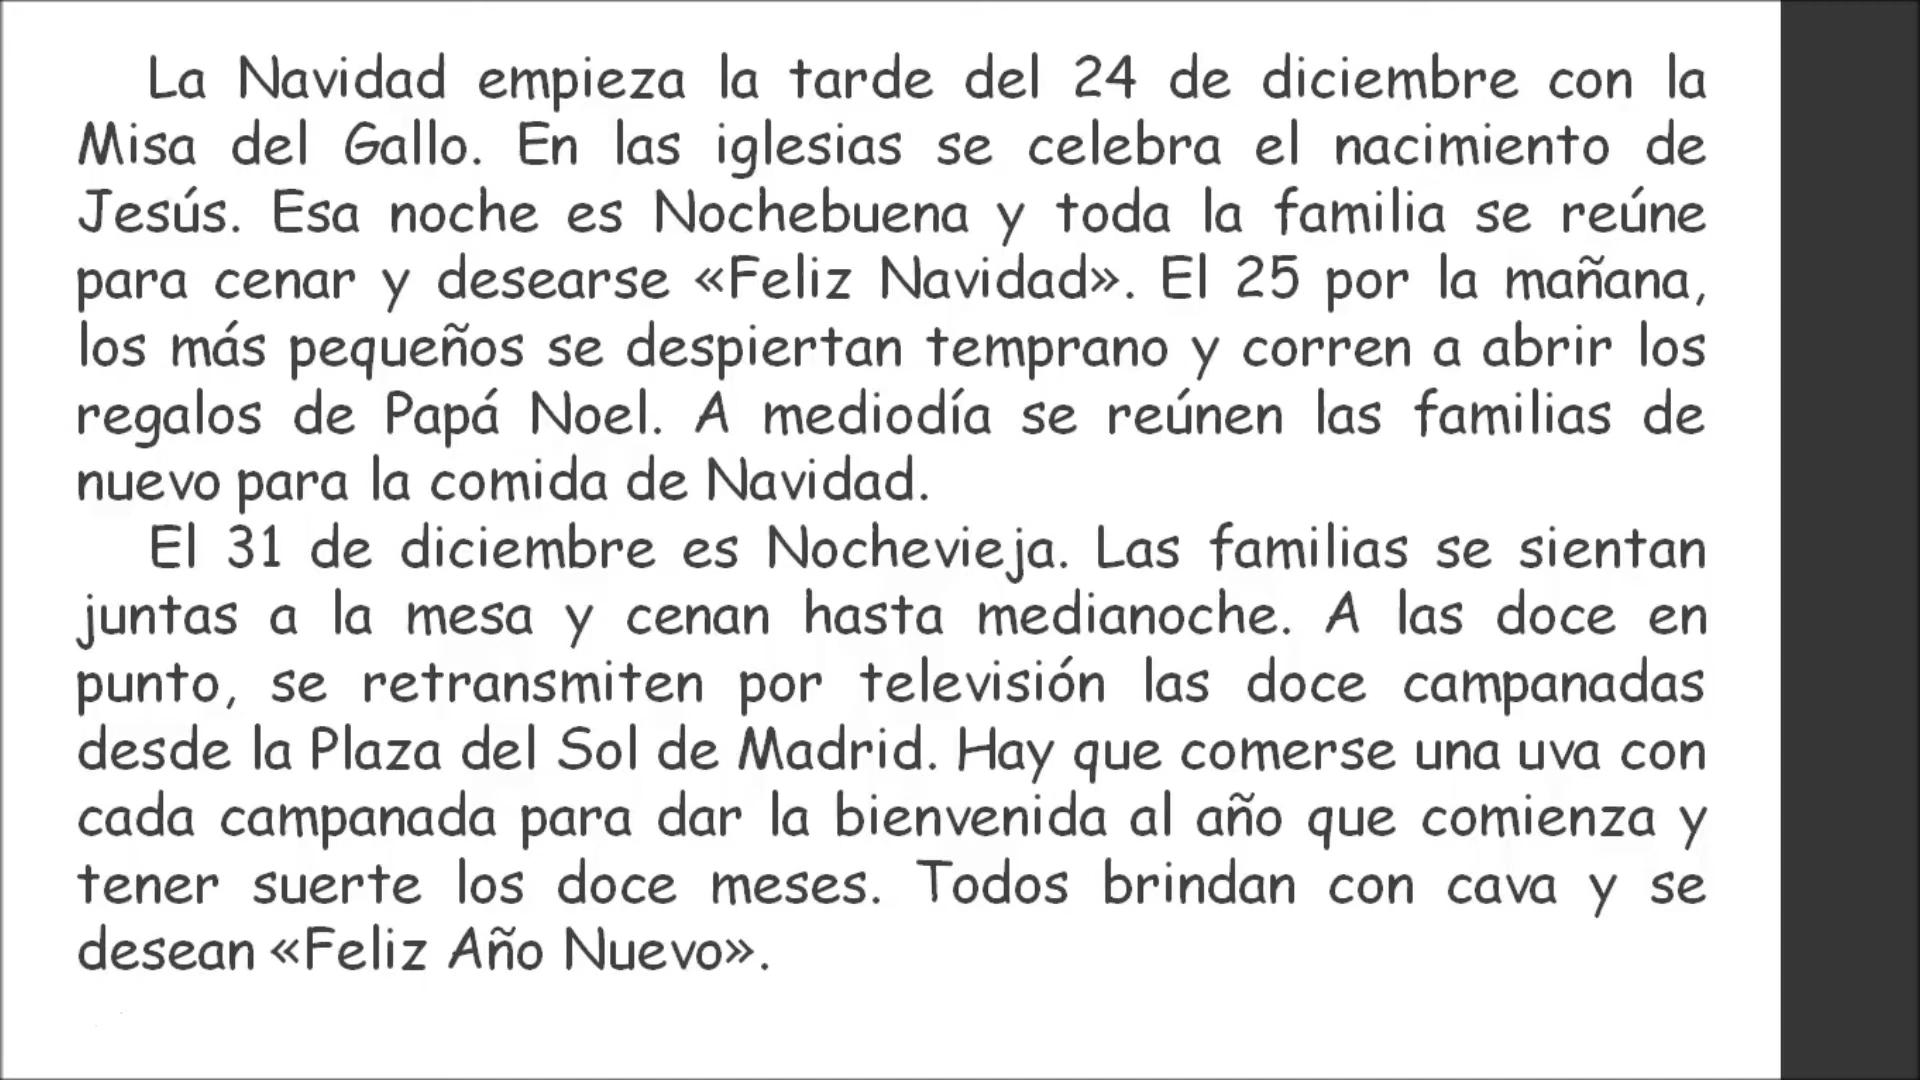 La Navidad empieza la tarde del 24 de diciembre con la
Misa del Gallo. En las iglesias se celebra el nacimiento de
Jesús. Esa noche es Nochebuena y toda la familia se reúne
para cenar y desearse «Feliz Navidad». El 25 por la mañana,
los más pequeños se despiertan temprano y corren a abrir los
regalos de Papá Noel. A mediodía se reúnen las familias de
nuevo para la comida de Navidad.
El 31 de diciembre es Nochevieja. Las familias se sientan
juntas a la mesa y cenan hasta medianoche. A las doce en
punto, se retransmiten por televisión las doce campanadas
desde la Plaza del Sol de Madrid. Hay que comerse una uva con
cada campanada para dar la bienvenida al año que comienza y
tener suerte los doce meses. Todos brindan con cava y se
desean «Feliz Año Nuevo».